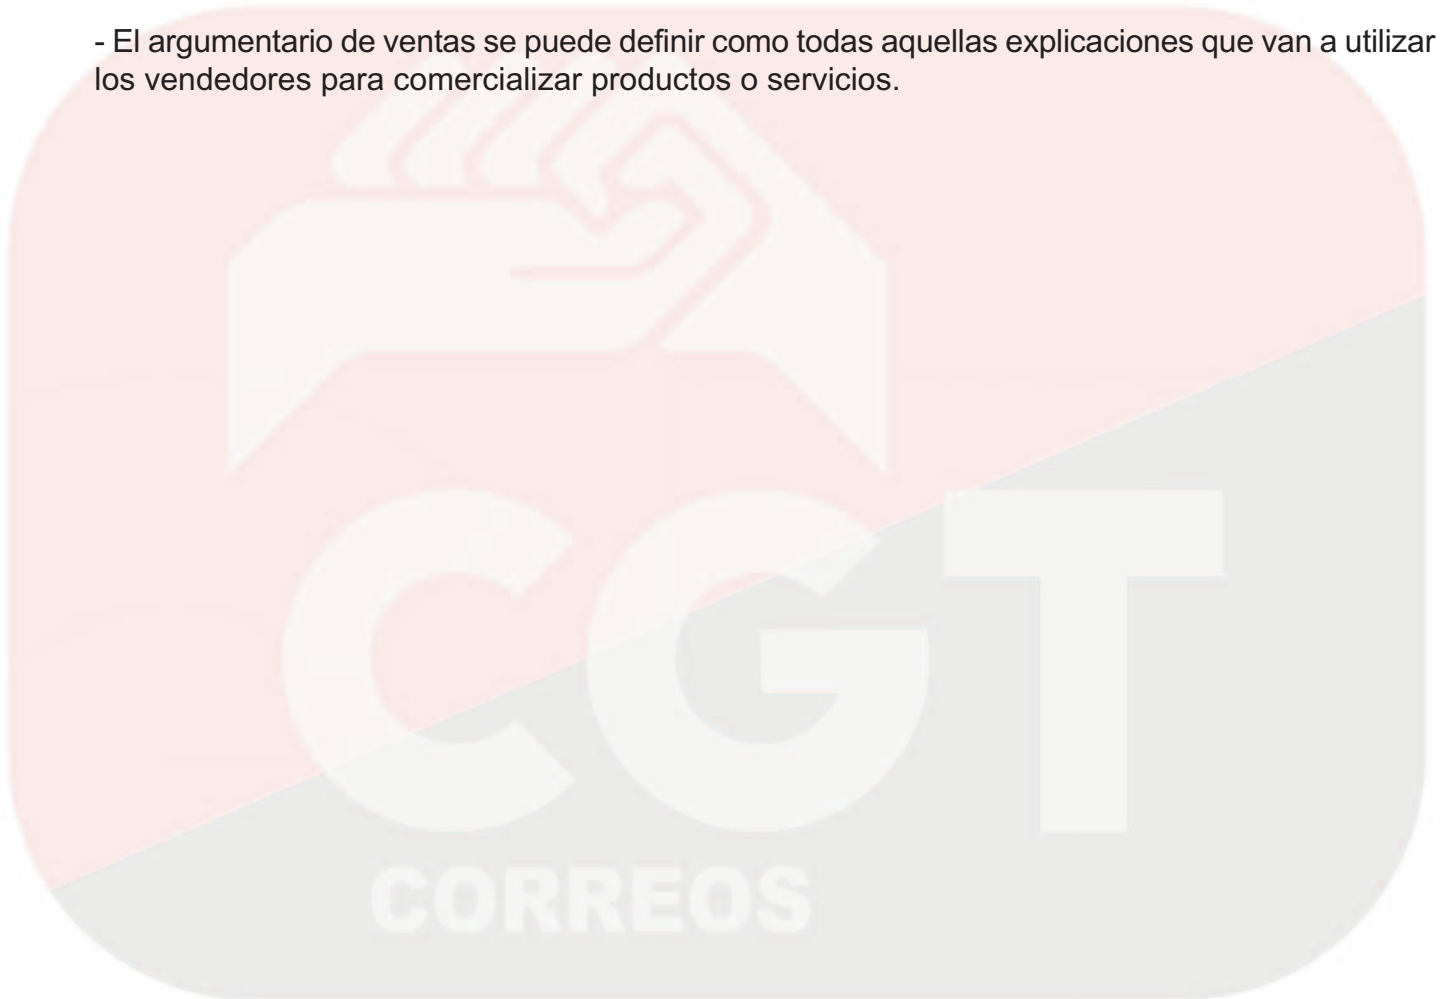 - El argumentario de ventas se puede definir como todas aquellas explicaciones que van a utilizar
los vendedores para comercializar productos o servicios.
CGT
CORREOS